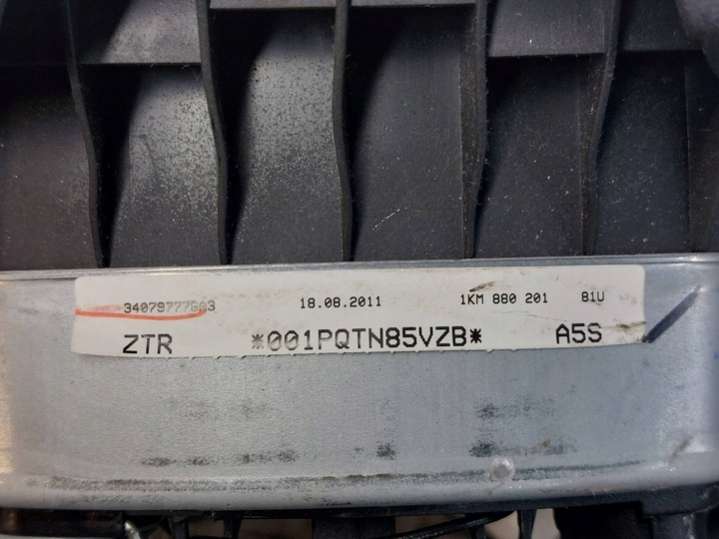 18.08.2011 1KM 880 201 81U
ZTR *001PQTN85VZB* A5S